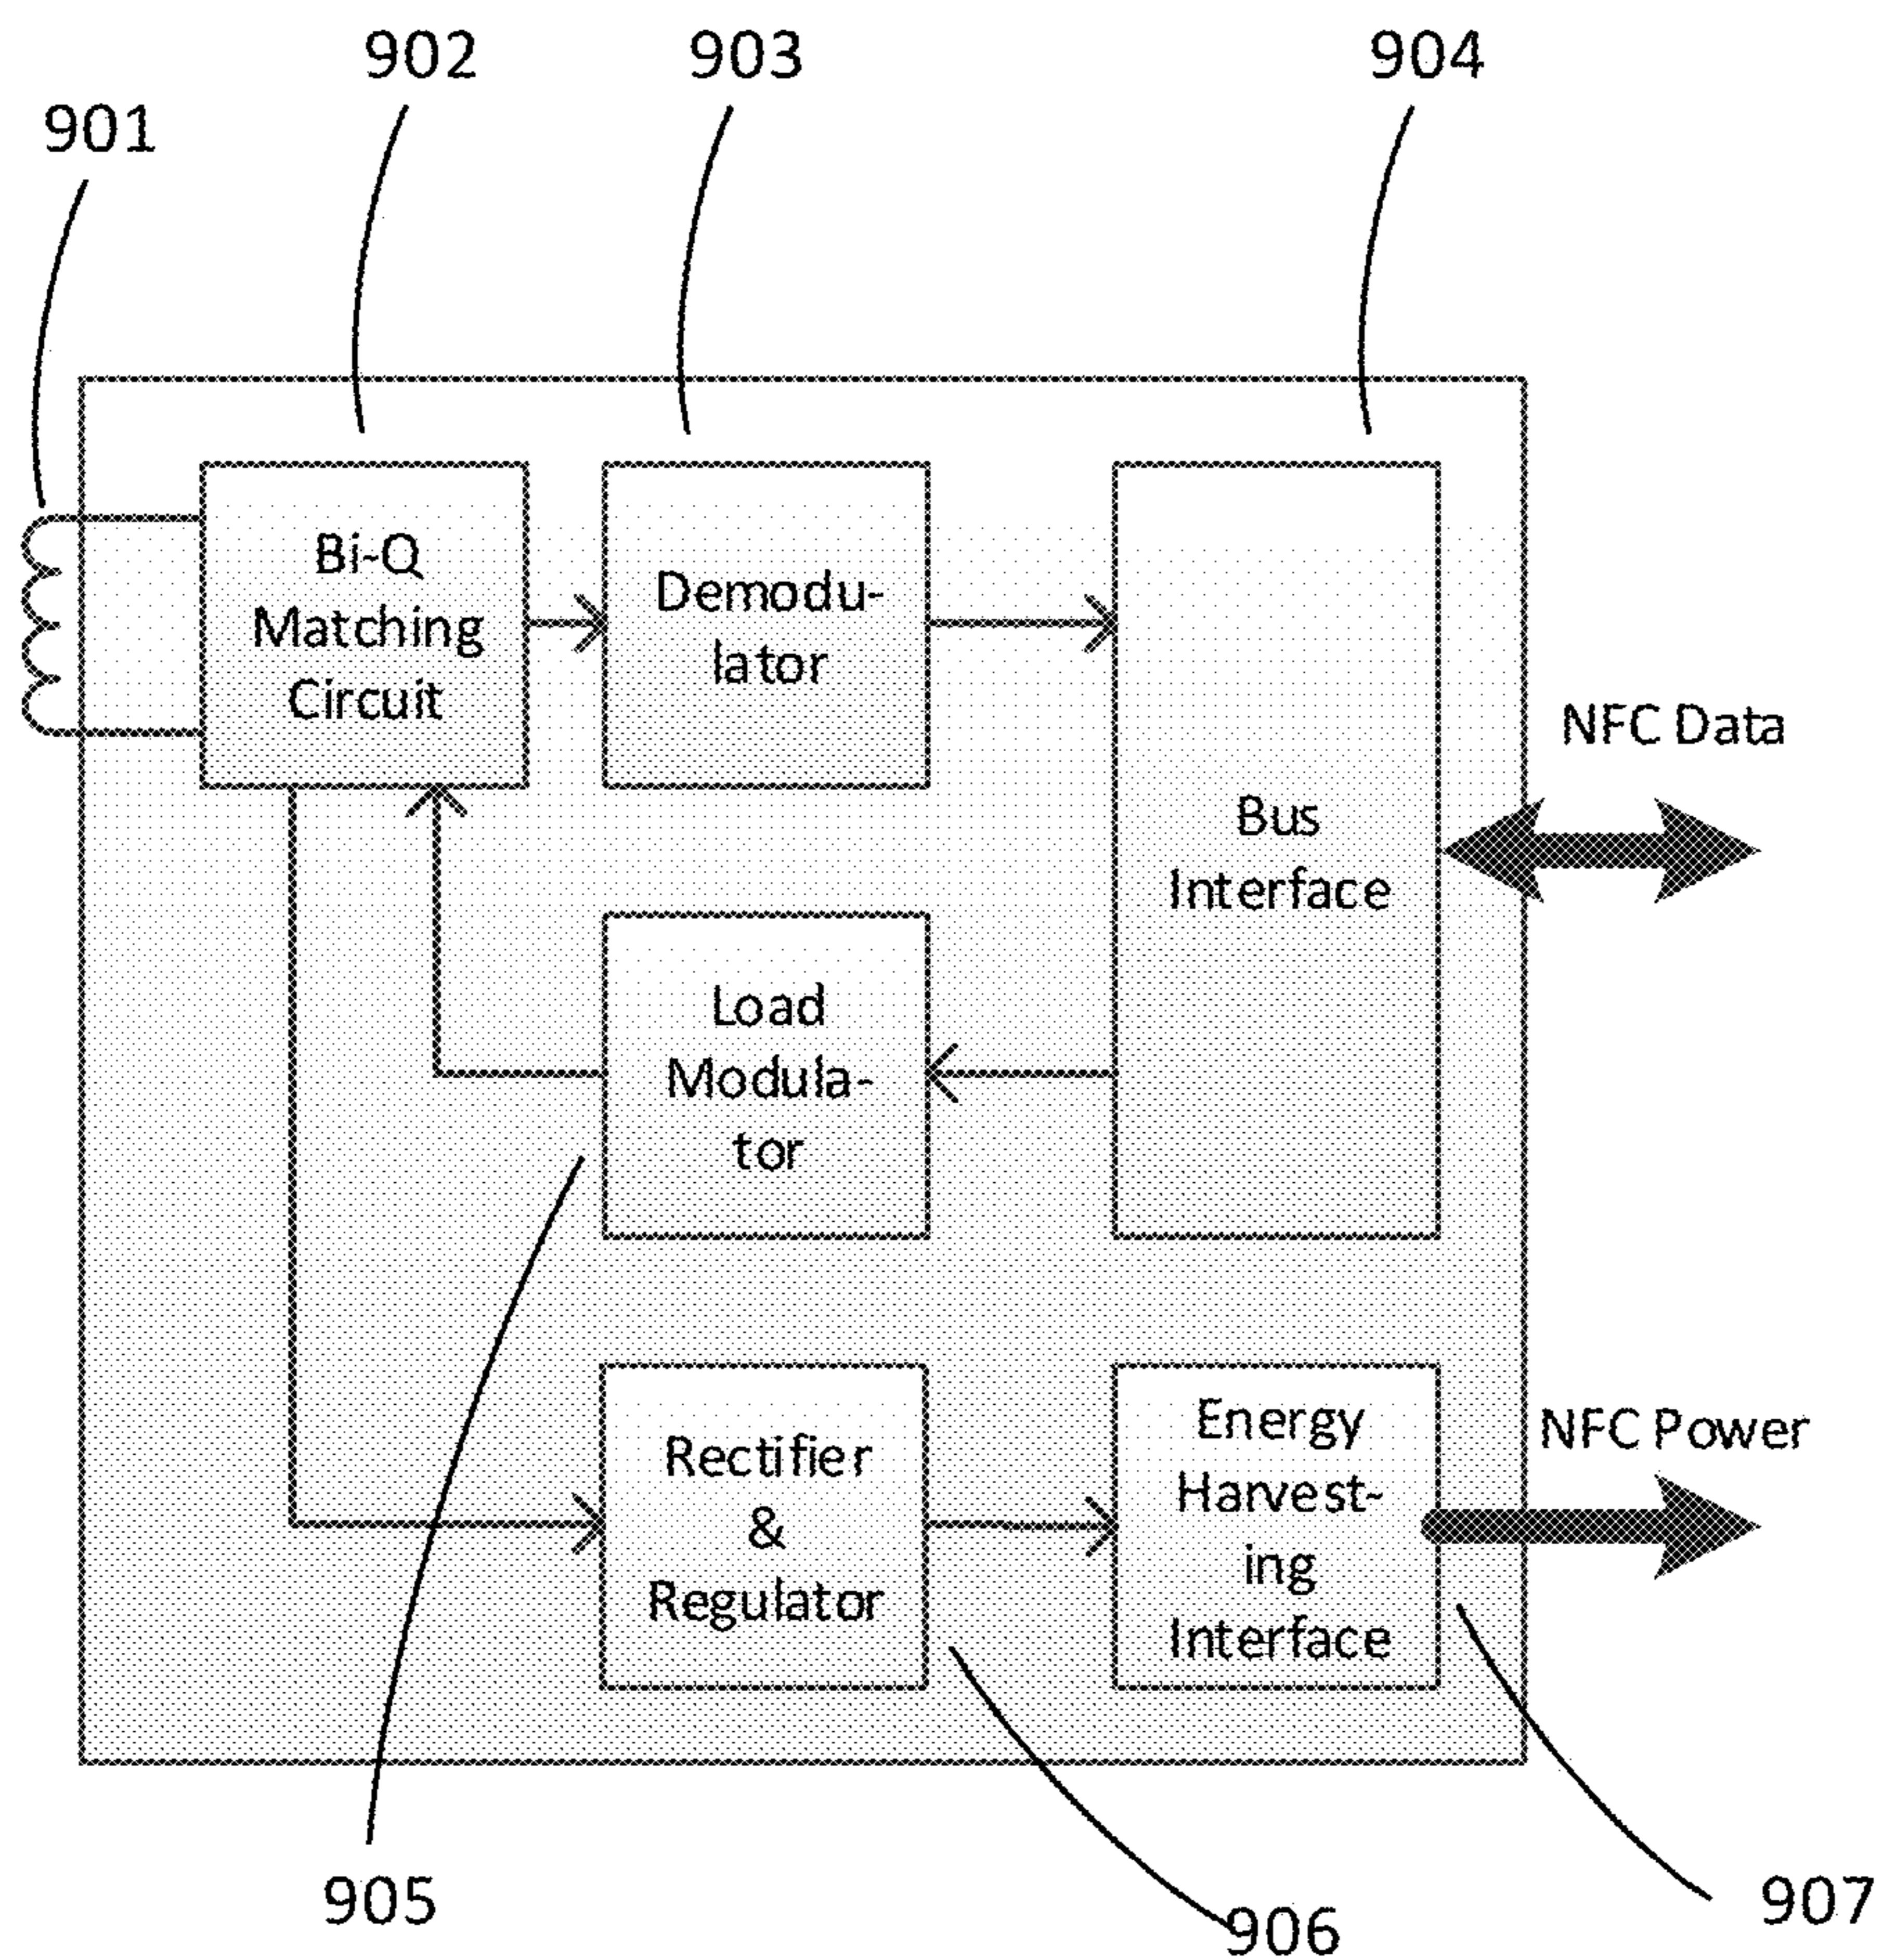 902
903
904
901
Bi-Q
Matching
Circuit
Demodu-
lator
NFC Data
Bus
Interface
Load
Modula-
tor
Rectifier
&
Regulator
Energy
Harvest-
ing
Interface
NFC Power
905
906
907